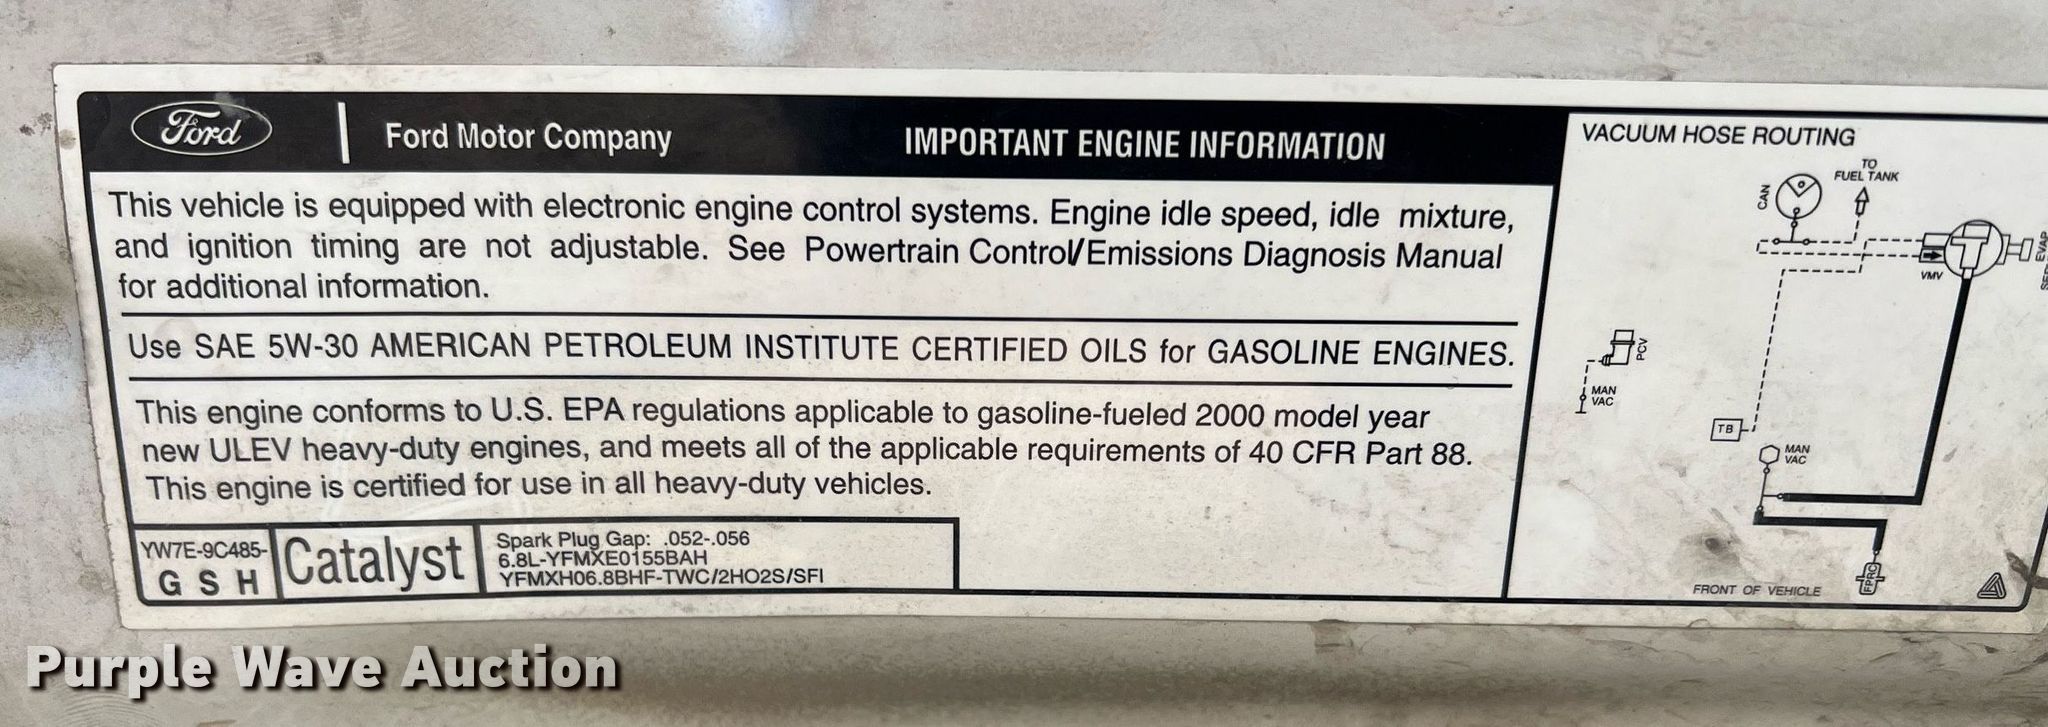 Ford
Ford Motor Company
IMPORTANT ENGINE INFORMATION
This vehicle is equipped with electronic engine control systems. Engine idle speed, idle mixture,
and ignition timing are not adjustable. See Powertrain Control/Emissions Diagnosis Manual
for additional information.
Use SAE 5W-30 AMERICAN PETROLEUM INSTITUTE CERTIFIED OILS for GASOLINE ENGINES.
This engine conforms to U.S. EPA regulations applicable to gasoline-fueled 2000 model year
new ULEV heavy-duty engines, and meets all of the applicable requirements of 40 CFR Part 88.
This engine is certified for use in all heavy-duty vehicles.
YW7E-9C485-
G S H
Catalyst
Spark Plug Gap: .052-.056
6.8L-YFMXE0155BAH
YFMXH06.8BHF-TWC/2HO2S/SFI
VACUUM HOSE ROUTING
TO
FUEL TANK
CAN
VMV
EVAP
PCV
MAN
VAC
TB
MAN
VAC
FPRC
FRONT OF VEHICLE
Purple Wave Auction